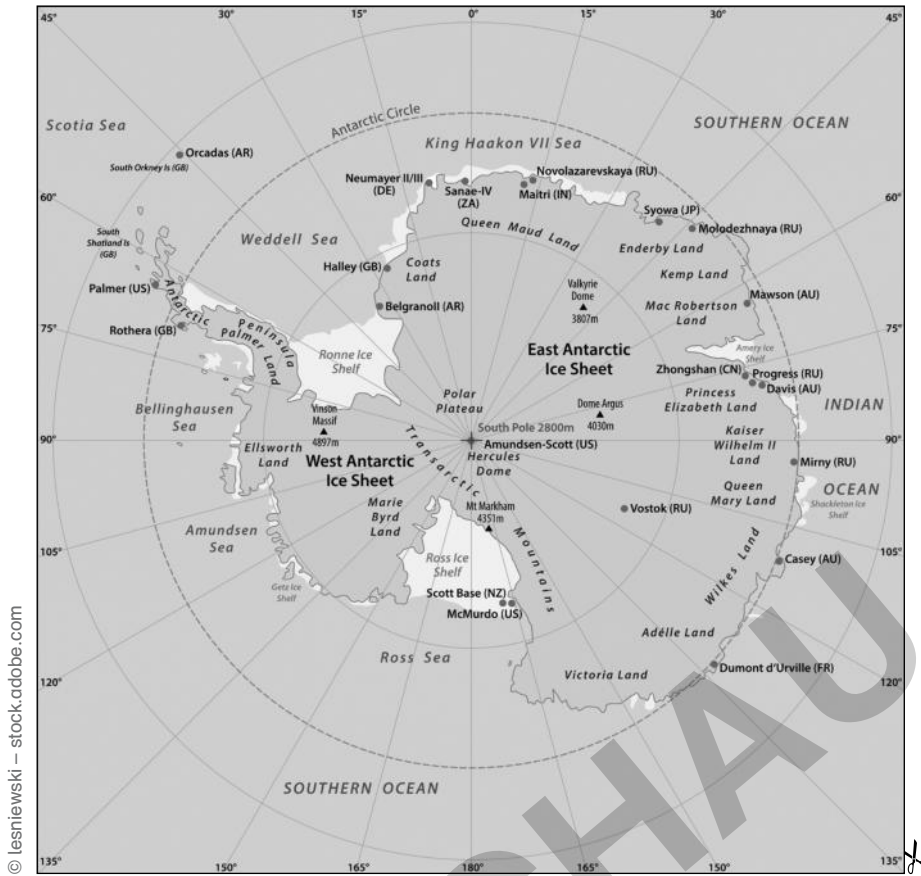 45°
30°
15°
0°
15°
30°
45°
Antarctic Circle
Scotia Sea
SOUTHERN OCEAN
King Haakon VII Sea
Orcadas (AR)
South Orkney Is (GB)
Neumayer II/III
(DE)
Sanae-IV
(ZA)
Novolazarevskaya (RU)
Maitri (IN)
60°
60°
Syowa (JP)
Molodezhnaya (RU)
Queen Maud Land
Enderby Land
South
Shatland Is
(GB)
Weddell Sea
Halley (GB)
Coats
Land
Kemp Land
Palmer (US)
Valkyrie
Dome
3807m
Mawson (AU)
Antarctic
Peninsula
Belgranoll (AR)
Mac Robertson
Land
Rothera (GB)
Palmer Land
75°
75°
Ronne Ice
Shelf
East Antarctic
Ice Sheet
Amery Ice
Shelf
Zhongshan (CN)
Progress (RU)
Davis (AU)
Princess
Elizabeth Land
Bellinghausen
Sea
Vinson
Massif
4897m
Polar
Plateau
Dome Argus
4030m
INDIAN
OCEAN
South Pole 2800m
Amundsen-Scott (US)
90°
90°
Ellsworth
Land
West Antarctic
Ice Sheet
Transarctic
Mountains
Hercules
Dome
Kaiser
Wilhelm II
Land
Mirny (RU)
Queen
Mary Land
Shackleton Ice
Shelf
Marie
Byrd
Land
Mt Markham
4351m
Vostok (RU)
Amundsen
Sea
105°
105°
Ross Ice
Shelf
Casey (AU)
Getz Ice
Shelf
Wilkes Land
Scott Base (NZ)
McMurdo (US)
Adélle Land
Ross Sea
Victoria Land
Dumont d'Urville (FR)
120°
120°
SOUTHERN OCEAN
135°
150°
165°
180°
165°
150°
135°
© lesniewski – stock.adobe.com
CHAU